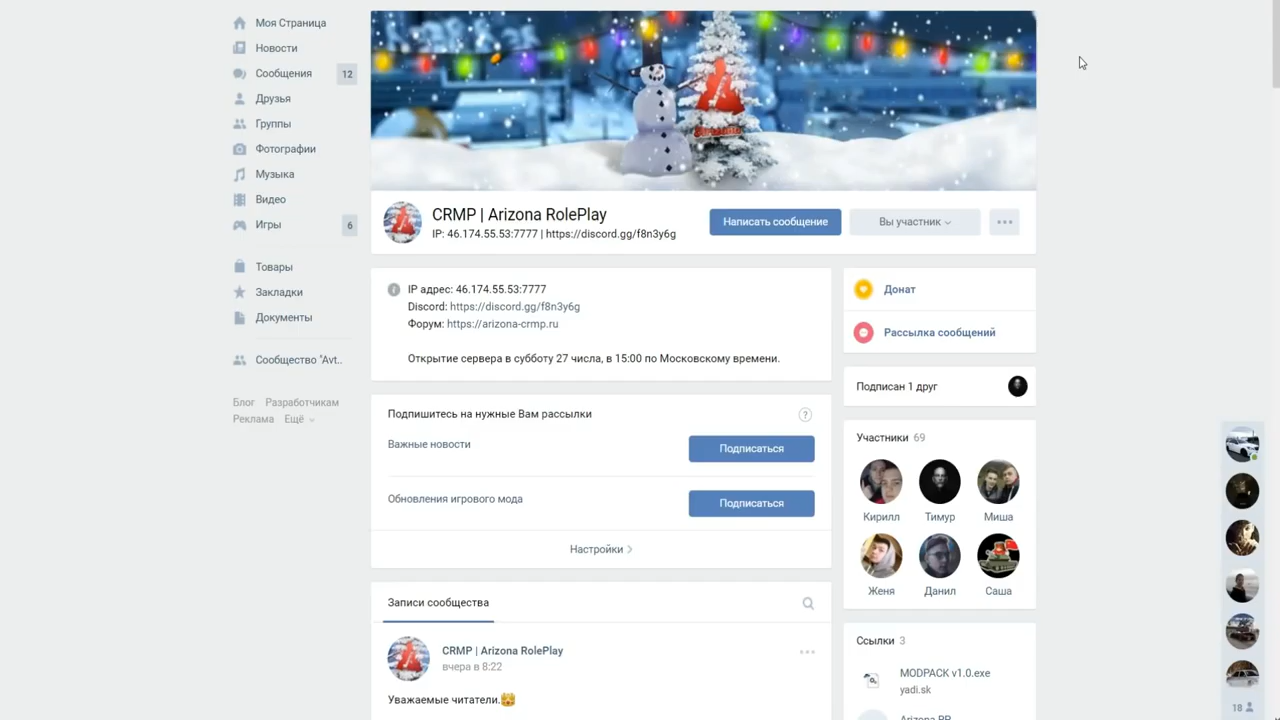 Моя Страница
Новости
Сообщения 12
Друзья
Группы
Фотографии
Музыка
Видео
Игры 6
Товары
Закладки
Документы
Сообщество "Avt..
Блог Разработчикам
Реклама Ещё
Arizona
CRMP | Arizona RolePlay
IP: 46.174.55.53:7777 | https://discord.gg/f8n3y6g
Написать сообщение
Вы участник
IP адрес: 46.174.55.53:7777
Discord: https://discord.gg/f8n3y6g
Форум: https://arizona-crmp.ru
Открытие сервера в субботу 27 числа, в 15:00 по Московскому времени.
Подпишитесь на нужные Вам рассылки ?
Важные новости
Подписаться
Обновления игрового мода
Подписаться
Настройки
Записи сообщества
CRMP | Arizona RolePlay
вчера в 8:22
Уважаемые читатели.
Донат
Рассылка сообщений
Подписан 1 друг
Участники 69
Кирилл Тимур Миша
Женя Данил Саша
Ссылки 3
MODPACK v1.0.exe
yadi.sk
Arizona RP
18